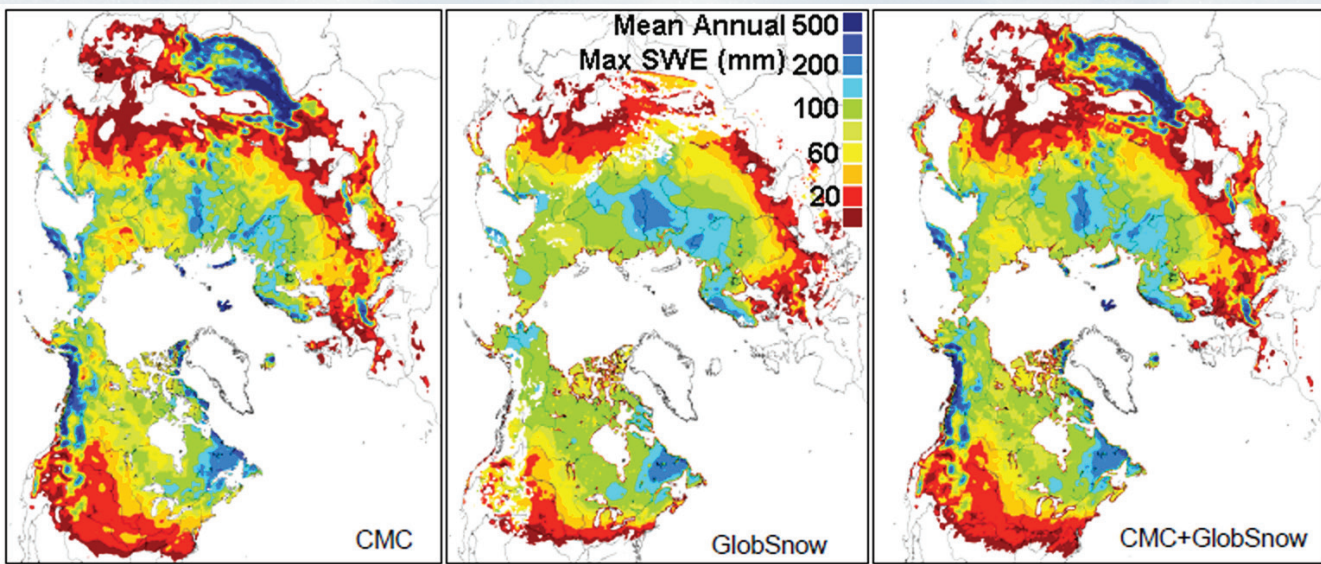 Mean Annual 500
Max SWE (mm) 200
100
60
20
CMC
GlobSnow
CMC+GlobSnow